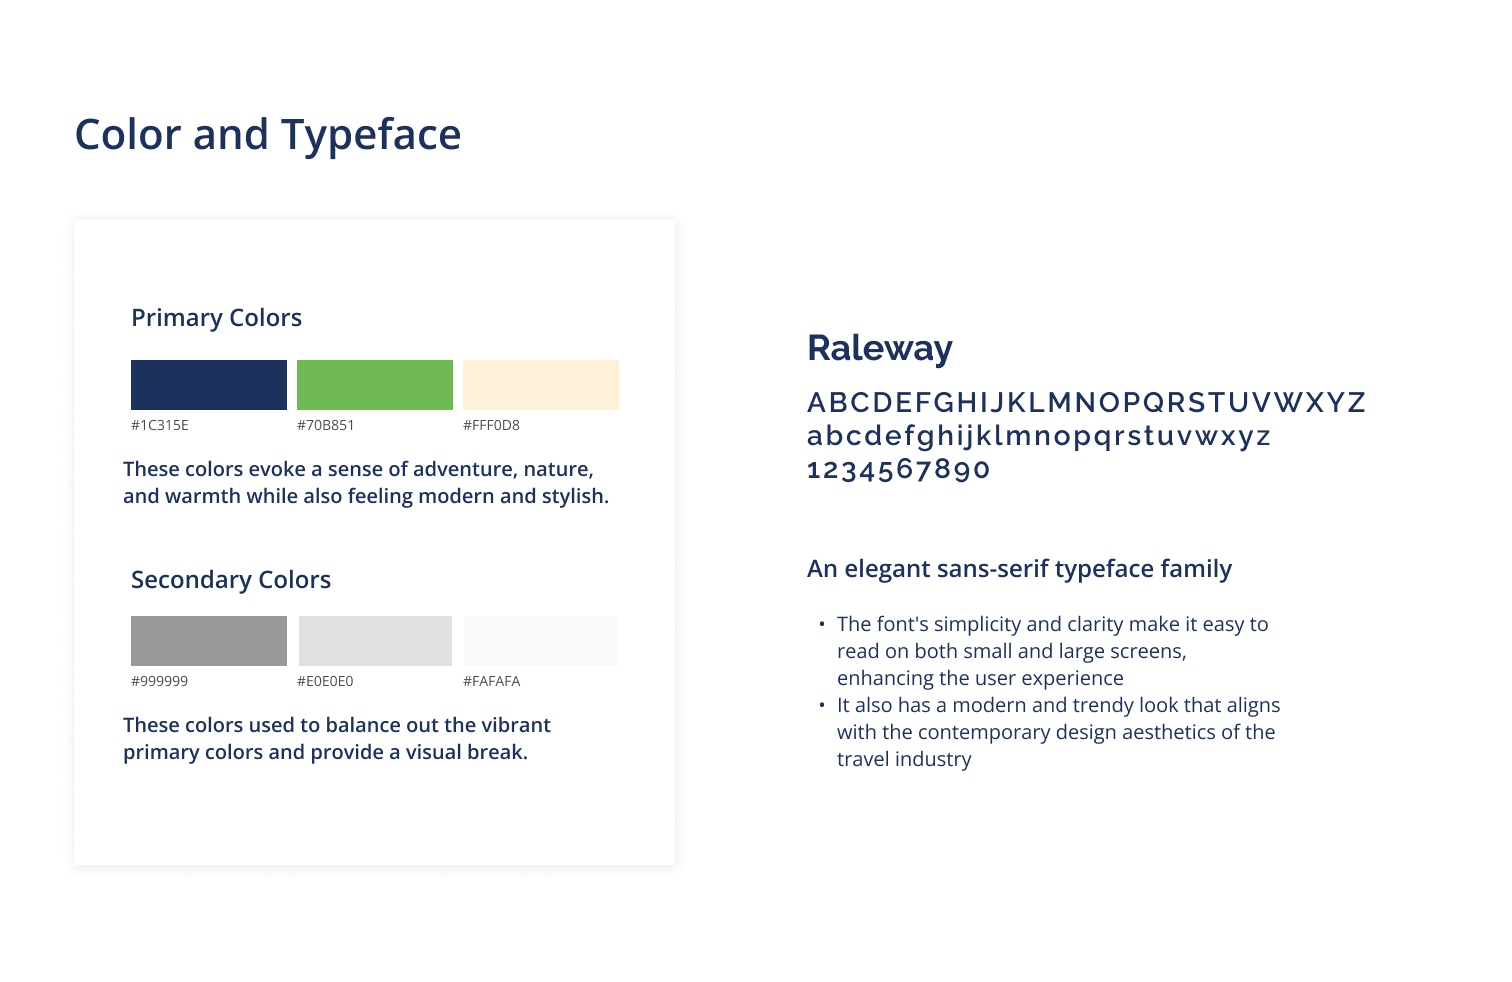 Color and Typeface
Primary Colors
#1C315E
#70B851
#FFF0D8
These colors evoke a sense of adventure, nature,
and warmth while also feeling modern and stylish.
Secondary Colors
#999999
#E0E0E0
#FAFAFA
These colors used to balance out the vibrant
primary colors and provide a visual break.
Raleway
ABCDEFGHIJKLMNOPQRSTUVWXYZ
abcdefghijklmnopqrstuvwxyz
1234567890
An elegant sans-serif typeface family
• The font's simplicity and clarity make it easy to
read on both small and large screens,
enhancing the user experience
• It also has a modern and trendy look that aligns
with the contemporary design aesthetics of the
travel industry